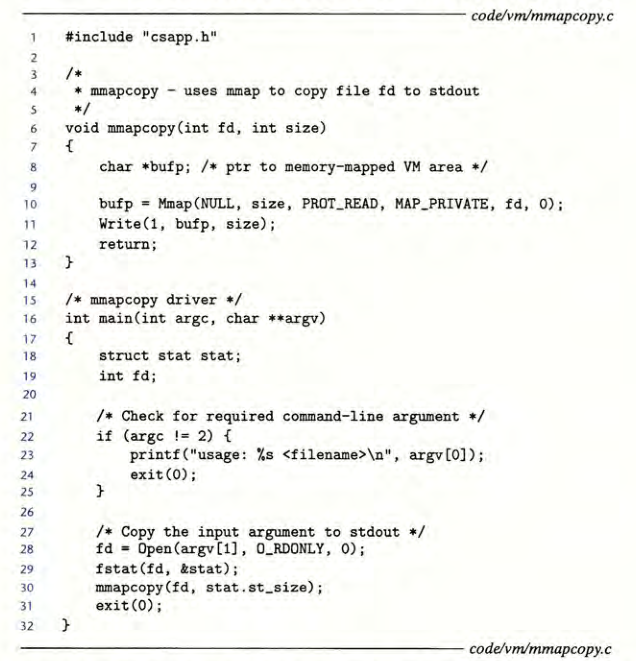 code/vm/mmapcopy.c
1 #include "csapp.h"
2
3 /*
4 * mmapcopy - uses mmap to copy file fd to stdout
5 */
6 void mmapcopy(int fd, int size)
7 {
8 char *bufp; /* ptr to memory-mapped VM area */
9
10 bufp = Mmap(NULL, size, PROT_READ, MAP_PRIVATE, fd, 0);
11 Write(1, bufp, size);
12 return;
13 }
14
15 /* mmapcopy driver */
16 int main(int argc, char **argv)
17 {
18 struct stat stat;
19 int fd;
20
21 /* Check for required command-line argument */
22 if (argc != 2) {
23 printf("usage: %s <filename>\n", argv[0]);
24 exit(0);
25 }
26
27 /* Copy the input argument to stdout */
28 fd = Open(argv[1], O_RDONLY, 0);
29 fstat(fd, &stat);
30 mmapcopy(fd, stat.st_size);
31 exit(0);
32 }
code/vm/mmapcopy.c